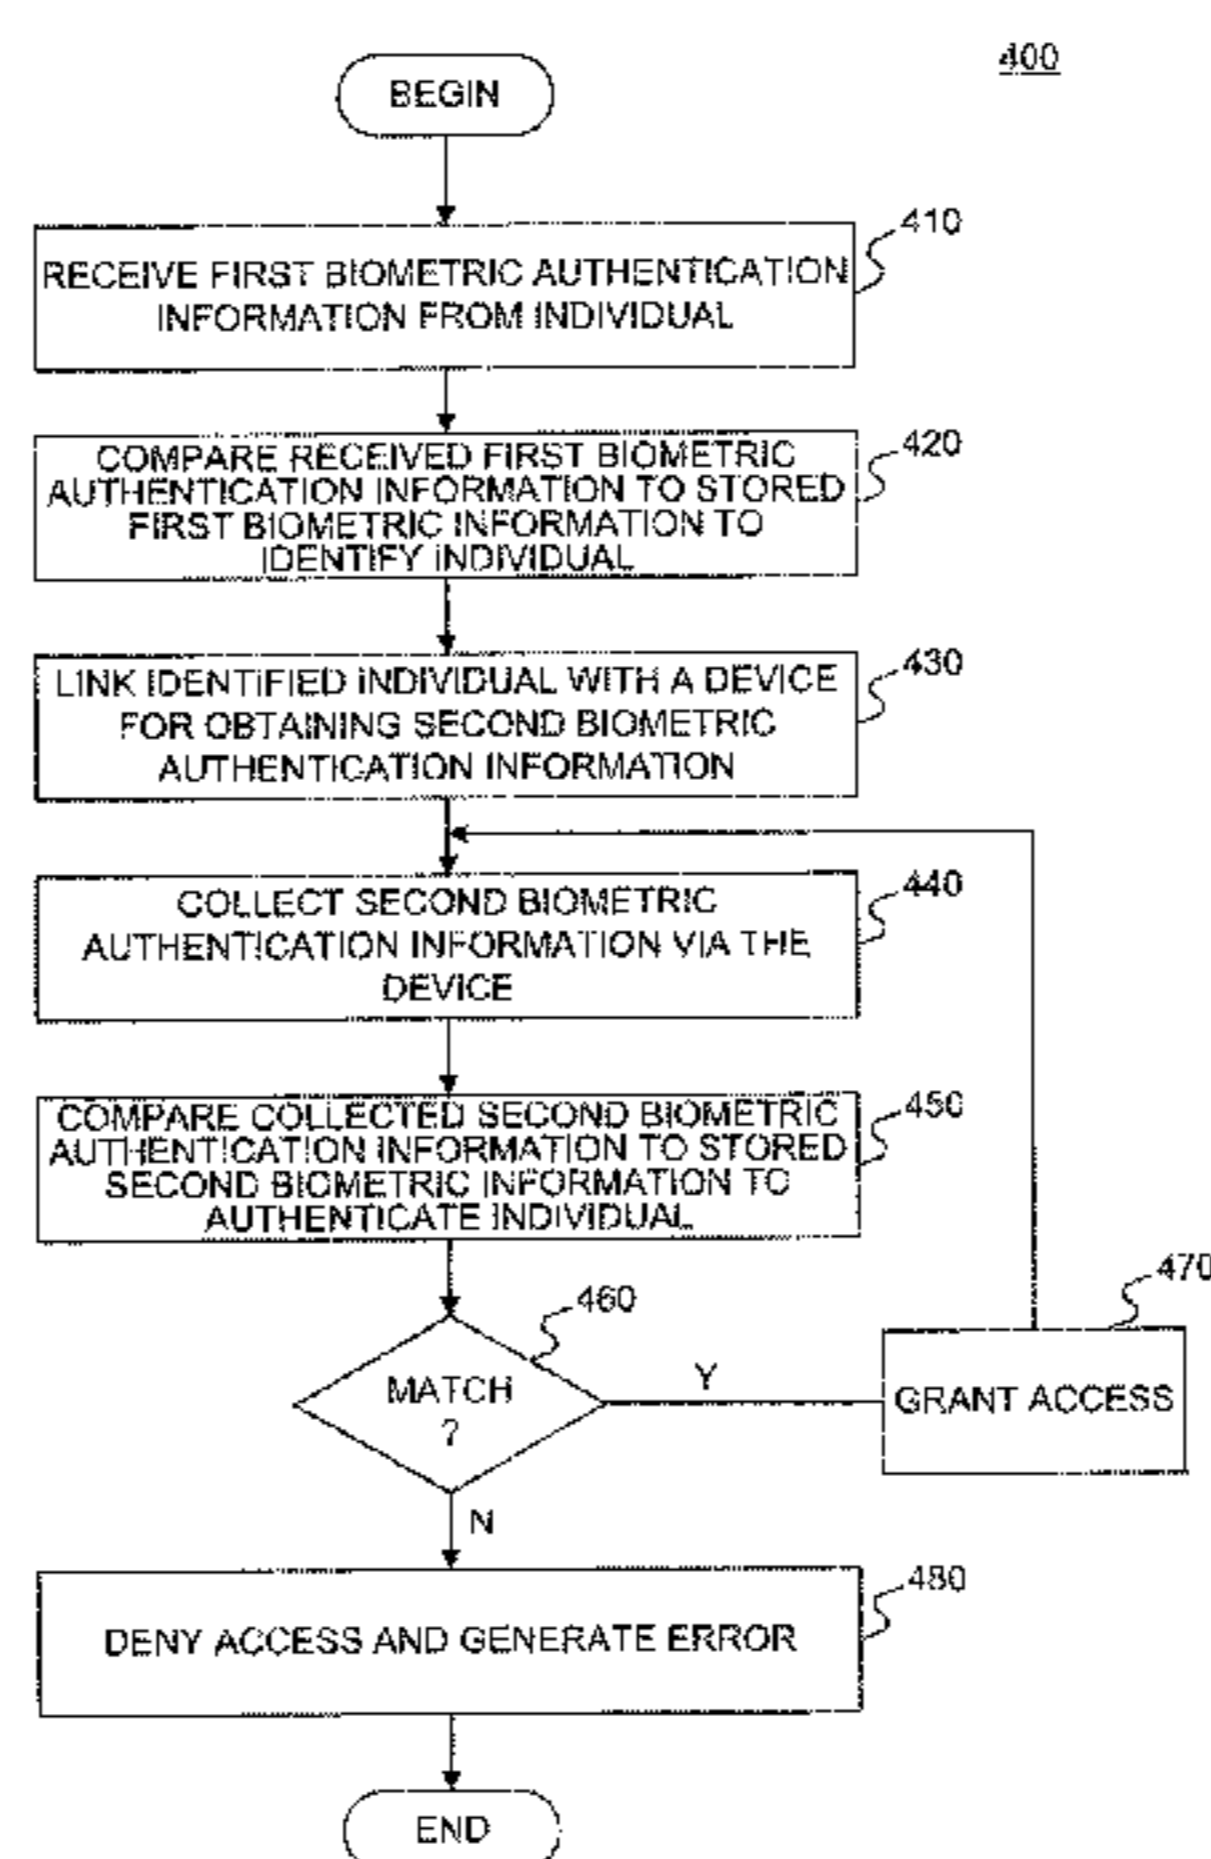 400
BEGIN
410
RECEIVE FIRST BIOMETRIC AUTHENTICATION
INFORMATION FROM INDIVIDUAL
420
COMPARE RECEIVED FIRST BIOMETRIC
AUTHENTICATION INFORMATION TO STORED
FIRST BIOMETRIC INFORMATION TO
IDENTIFY INDIVIDUAL
430
LINK IDENTIFIED INDIVIDUAL WITH A DEVICE
FOR OBTAINING SECOND BIOMETRIC
AUTHENTICATION INFORMATION
440
COLLECT SECOND BIOMETRIC
AUTHENTICATION INFORMATION VIA THE
DEVICE
450
COMPARE COLLECTED SECOND BIOMETRIC
AUTHENTICATION INFORMATION TO STORED
SECOND BIOMETRIC INFORMATION TO
AUTHENTICATE INDIVIDUAL
460
MATCH
?
Y
470
GRANT ACCESS
N
480
DENY ACCESS AND GENERATE ERROR
END